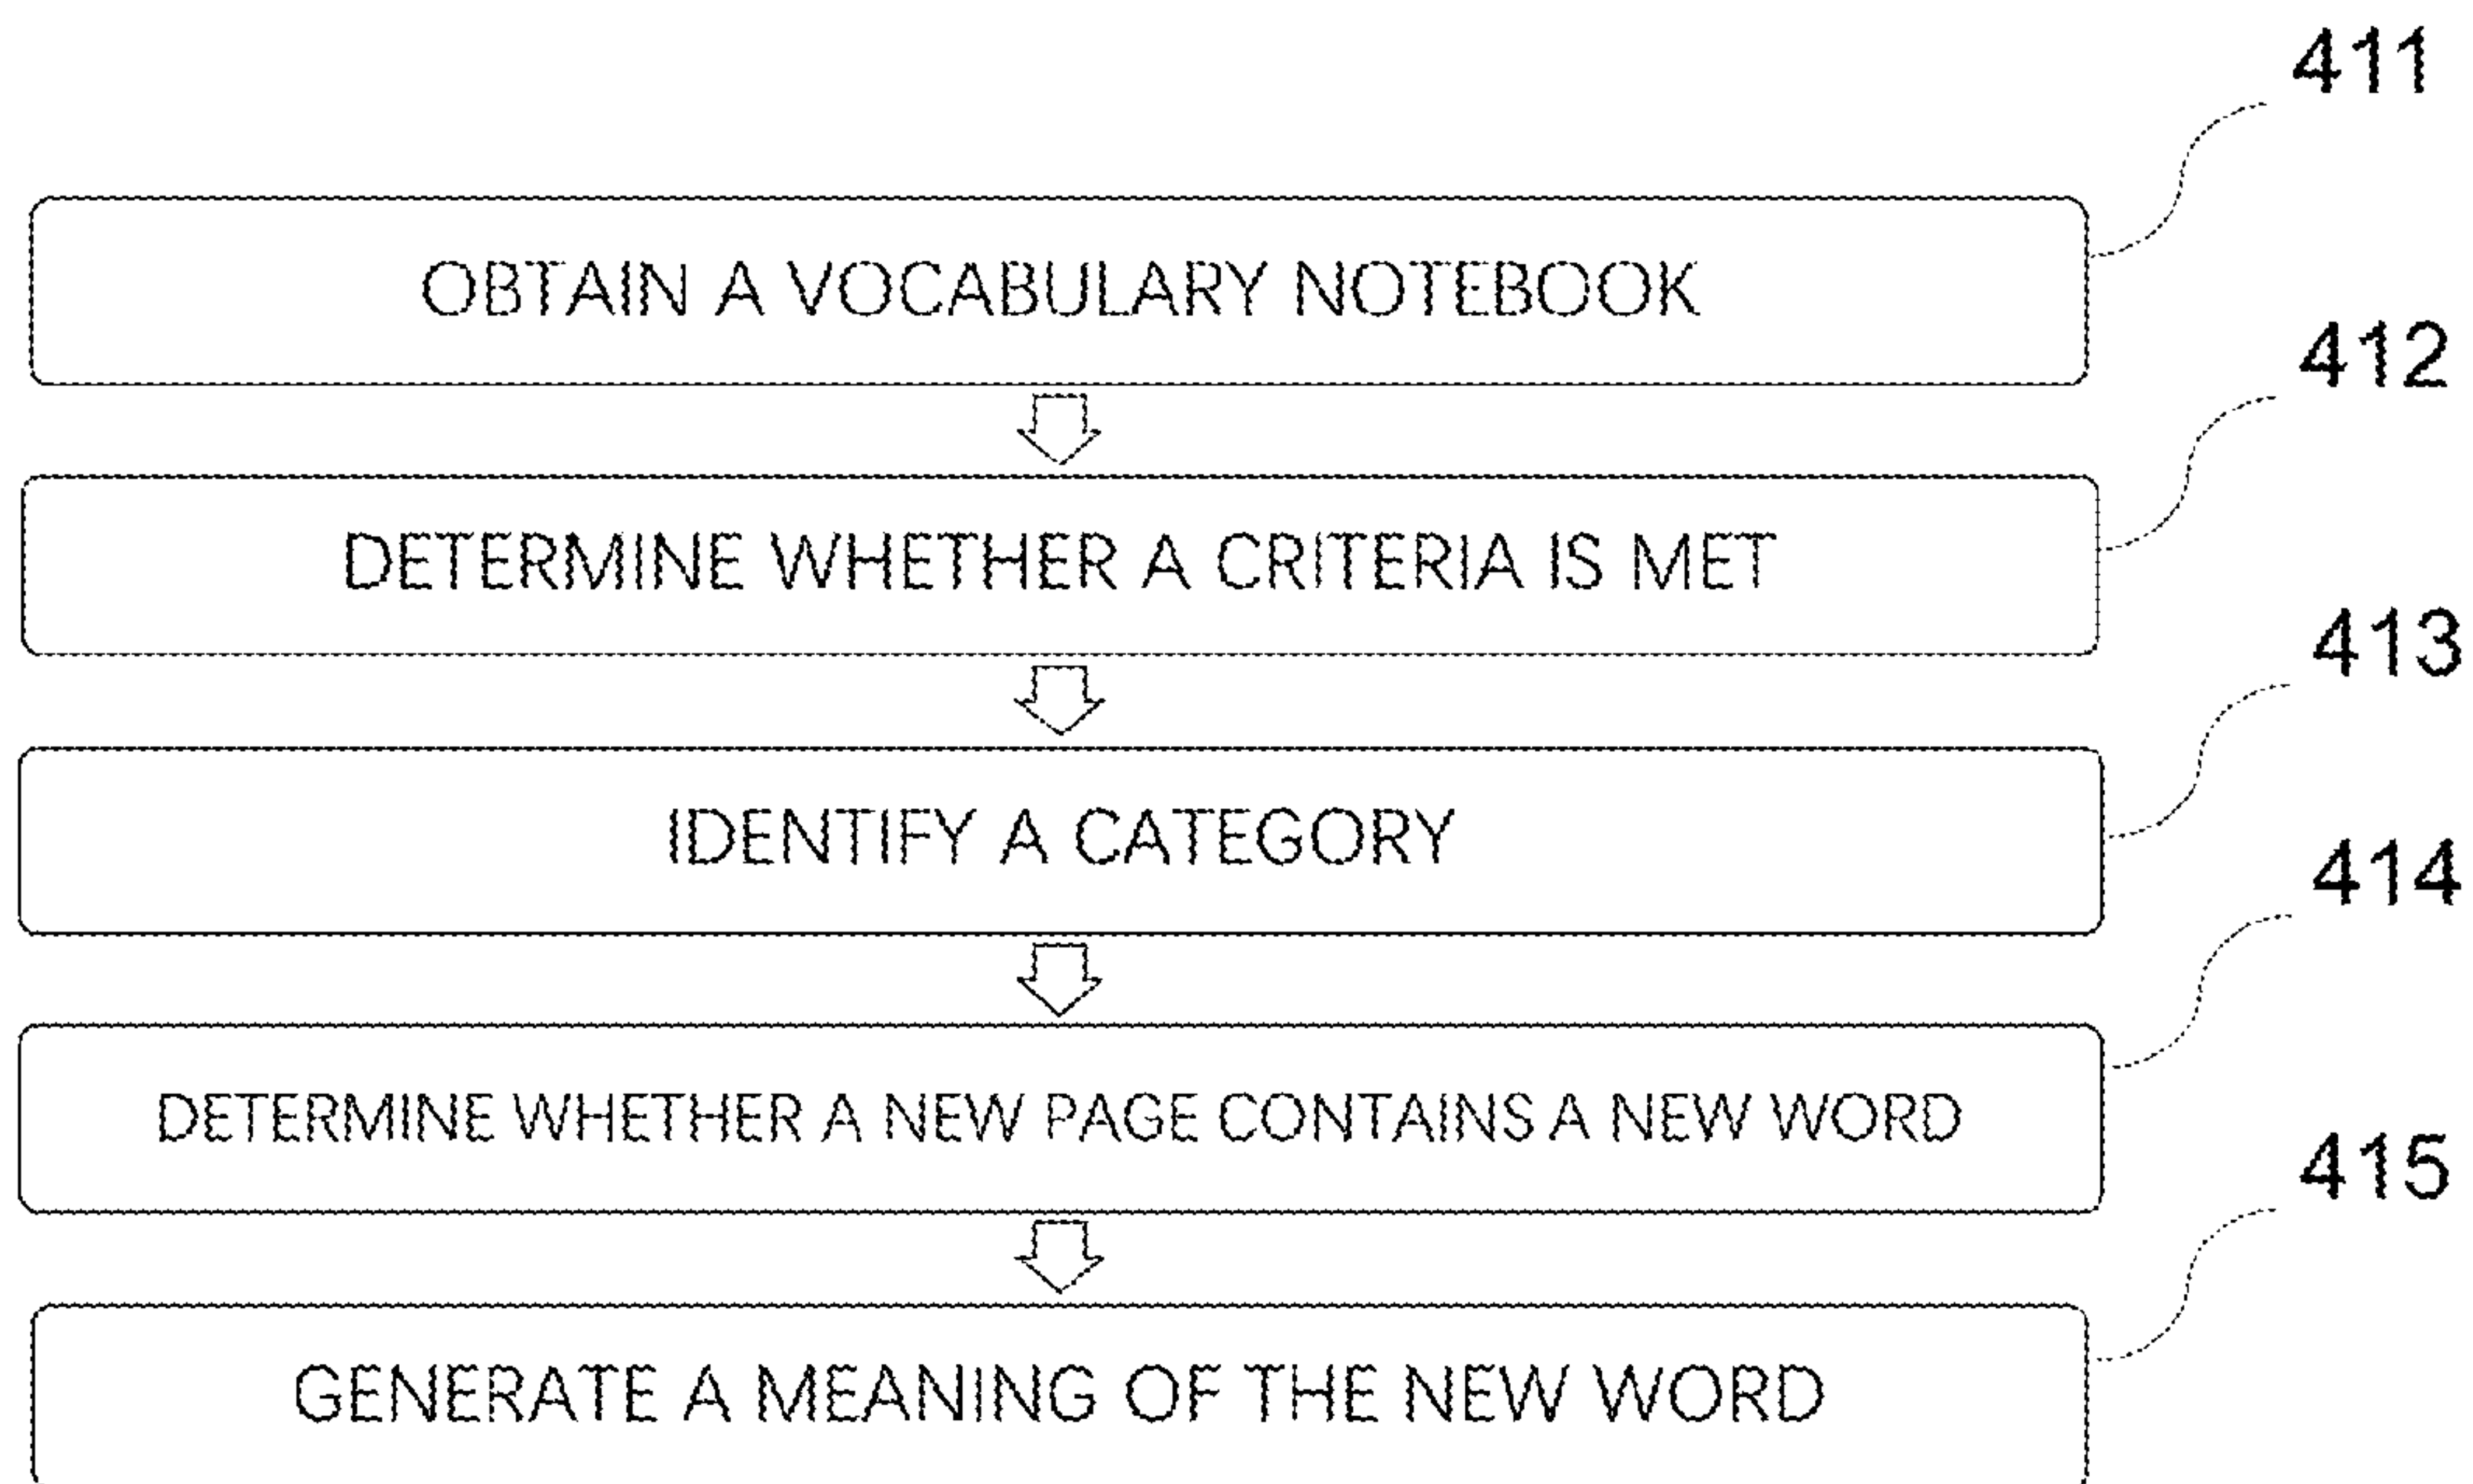 411
OBTAIN A VOCABULARY NOTEBOOK
412
DETERMINE WHETHER A CRITERIA IS MET
413
IDENTIFY A CATEGORY
414
DETERMINE WHETHER A NEW PAGE CONTAINS A NEW WORD
415
GENERATE A MEANING OF THE NEW WORD